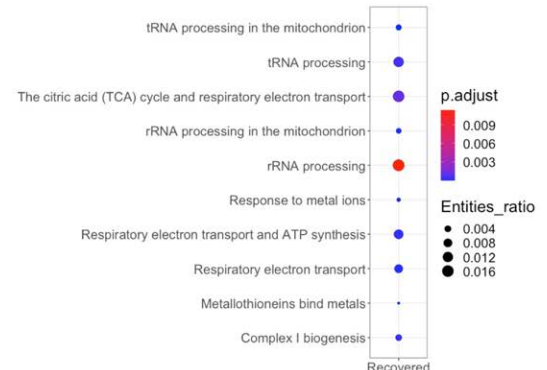 tRNA processing in the mitochondrion
tRNA processing
The citric acid (TCA) cycle and respiratory electron transport
rRNA processing in the mitochondrion
rRNA processing
Response to metal ions
Respiratory electron transport and ATP synthesis
Respiratory electron transport
Metallothioneins bind metals
Complex I biogenesis
Recovered
p.adjust
0.009
0.006
0.003
Entities_ratio
0.004
0.008
0.012
0.016